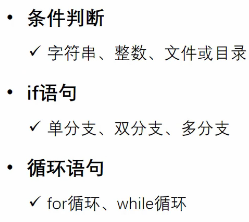 • 条件判断
✓ 字符串、整数、文件或目录
• if语句
✓ 单分支、双分支、多分支
• 循环语句
✓ for循环、while循环